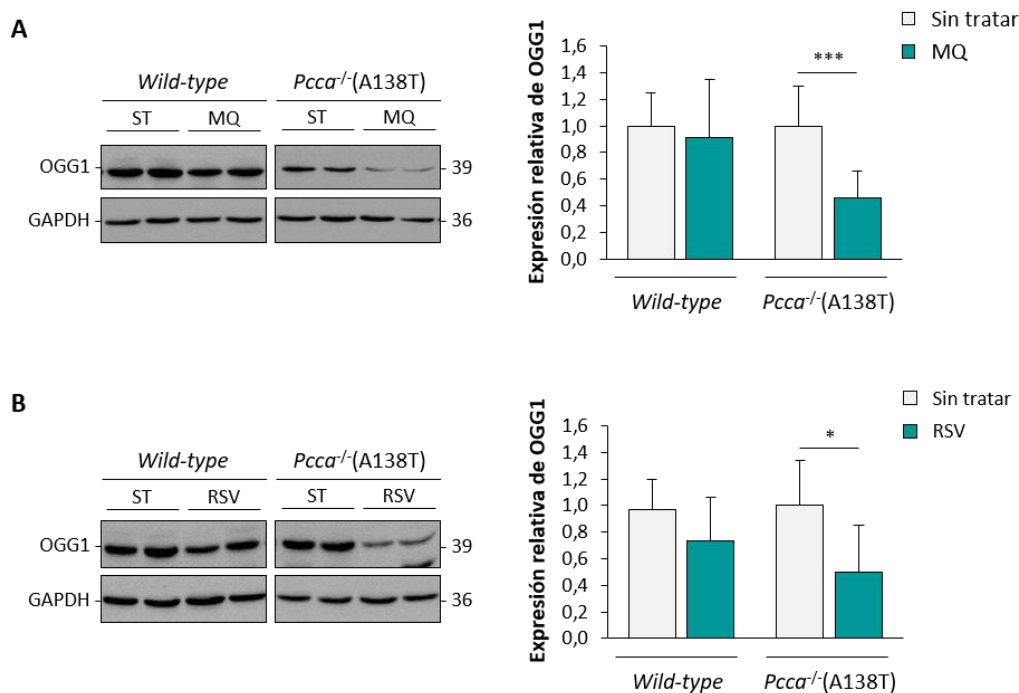 A
Wild-type
Pcca-/-(A138T)
ST
MQ
ST
MQ
OGG1
39
GAPDH
36
Sin tratar
MQ
Expresión relativa de OGG1
1,6
1,4
1,2
1,0
0,8
0,6
0,4
0,2
0,0
***
Wild-type
Pcca-/-(A138T)
B
Wild-type
Pcca-/-(A138T)
ST
RSV
ST
RSV
OGG1
39
GAPDH
36
Sin tratar
RSV
Expresión relativa de OGG1
1,6
1,4
1,2
1,0
0,8
0,6
0,4
0,2
0,0
*
Wild-type
Pcca-/-(A138T)